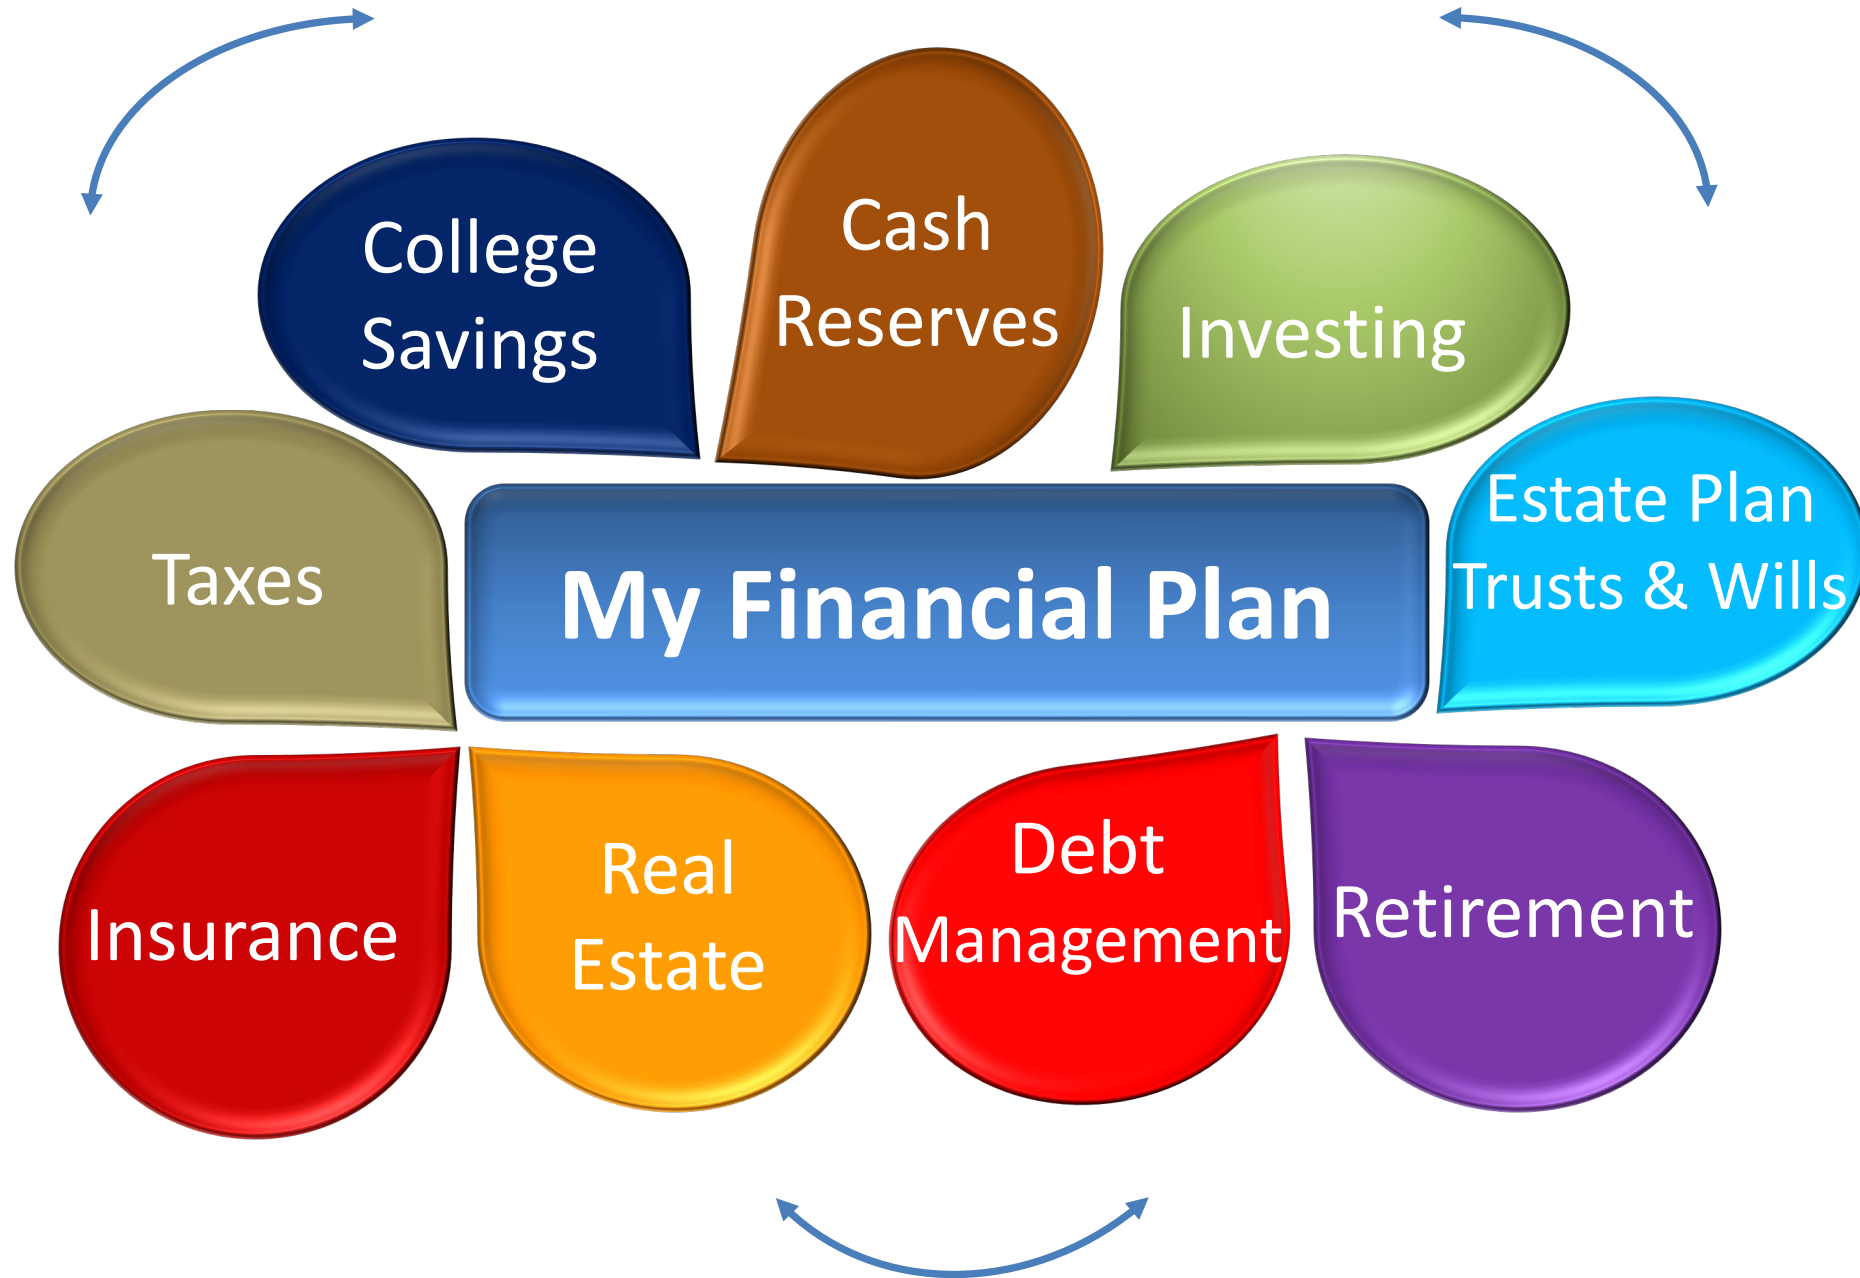 College
Savings
Cash
Reserves
Investing
Taxes
My Financial Plan
Estate Plan
Trusts & Wills
Insurance
Real
Estate
Debt
Management
Retirement